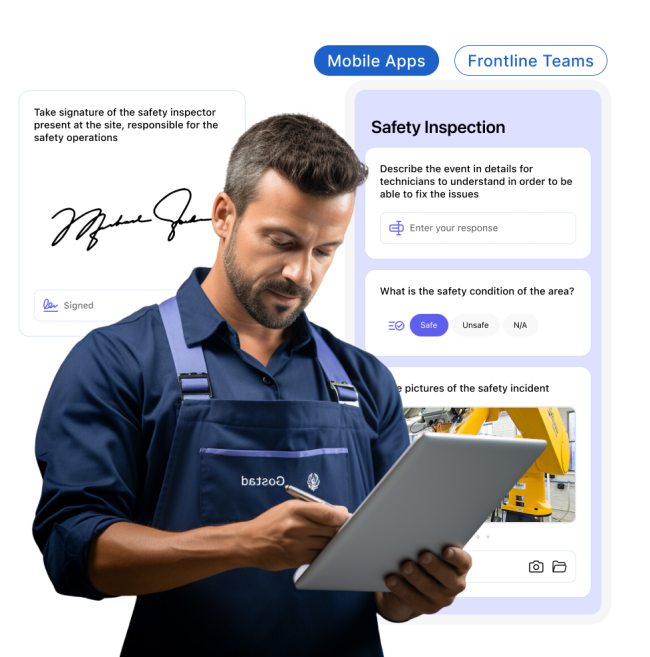 Mobile Apps
Frontline Teams
Take signature of the safety inspector
present at the site, responsible for the
safety operations
Signed
Safety Inspection
Describe the event in details for
technicians to understand in order to be
able to fix the issues
Enter your response
What is the safety condition of the area?
Safe
Unsafe
N/A
pictures of the safety incident
Gostad